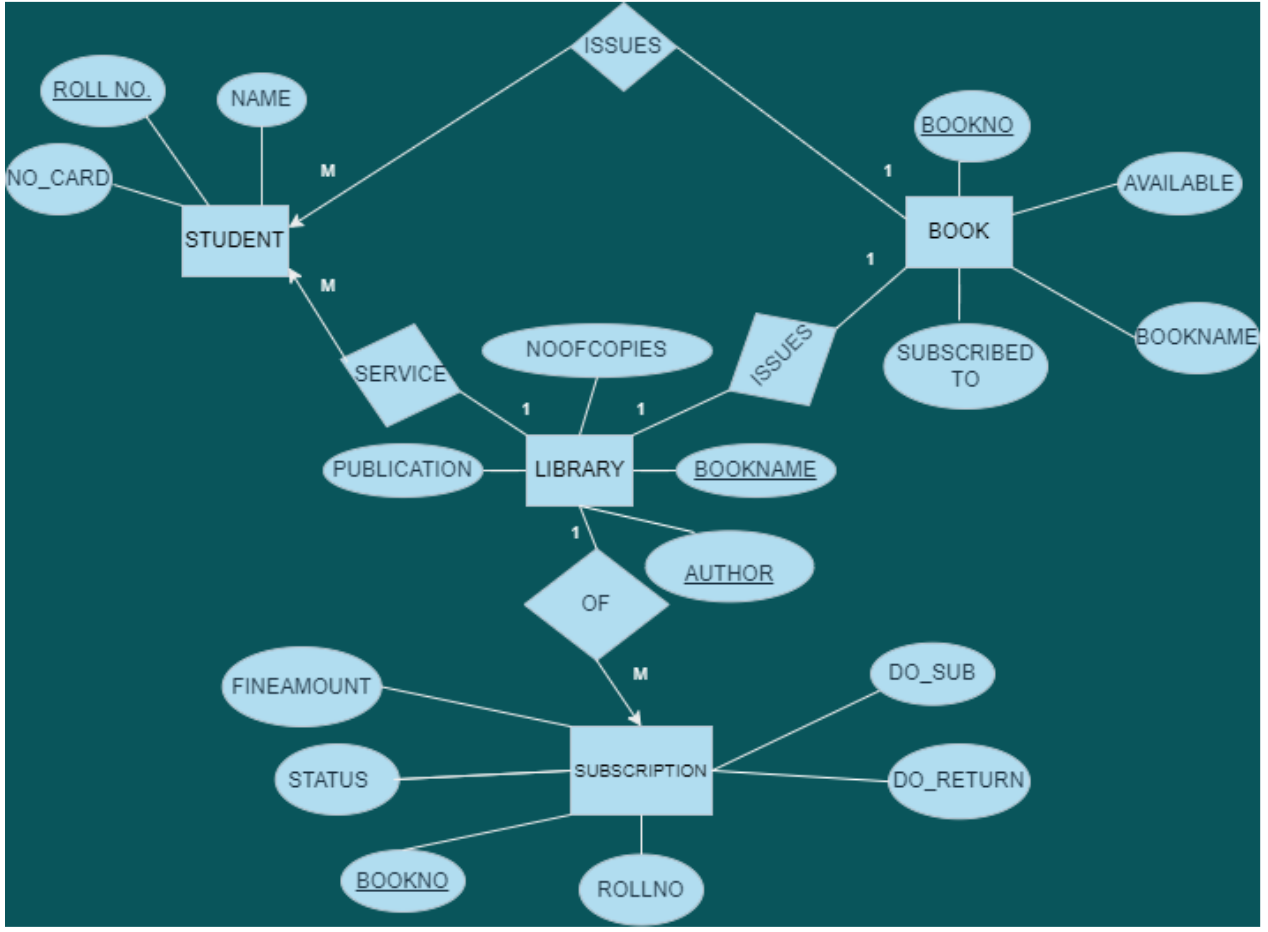 ISSUES
ROLL NO.
NAME
BOOKNO
M
1
NO_CARD
AVAILABLE
STUDENT
BOOK
1
M
NOOFCOPIES
ISSUES
SUBSCRIBED
TO
BOOKNAME
SERVICE
1
1
PUBLICATION
LIBRARY
BOOKNAME
1
AUTHOR
OF
M
FINEAMOUNT
DO_SUB
STATUS
SUBSCRIPTION
DO_RETURN
BOOKNO
ROLLNO